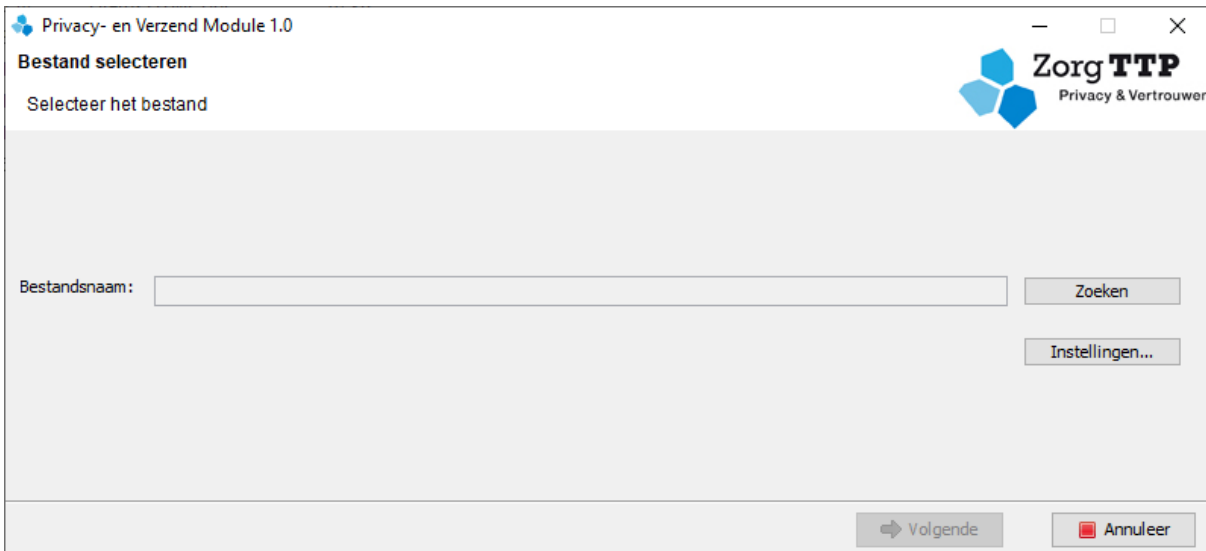 Privacy- en Verzend Module 1.0
Bestand selecteren
Selecteer het bestand
Zorg TTP
Privacy & Vertrouwen
Bestandsnaam:
Zoeken
Instellingen...
Volgende
Annuleer